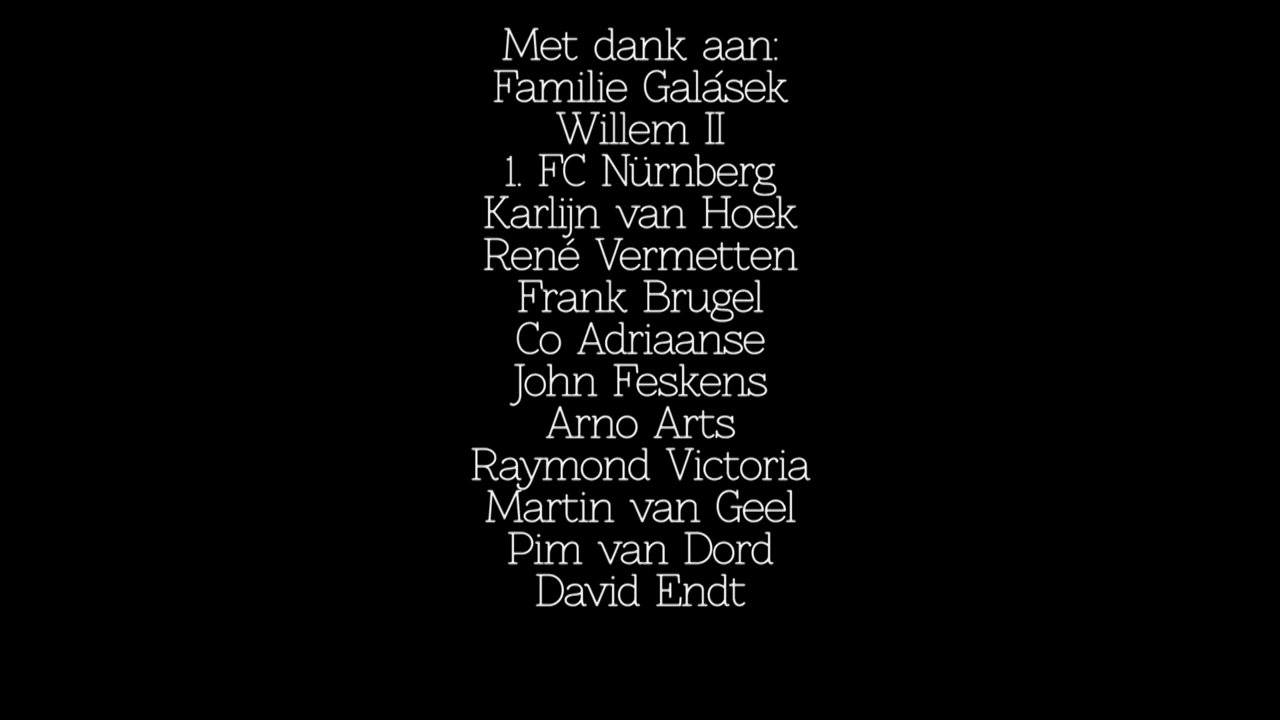 Met dank aan:
Familie Galásek
Willem II
1. FC Nürnberg
Karlijn van Hoek
René Vermetten
Frank Brugel
Co Adriaanse
John Feskens
Arno Arts
Raymond Victoria
Martin van Geel
Pim van Dord
David Endt